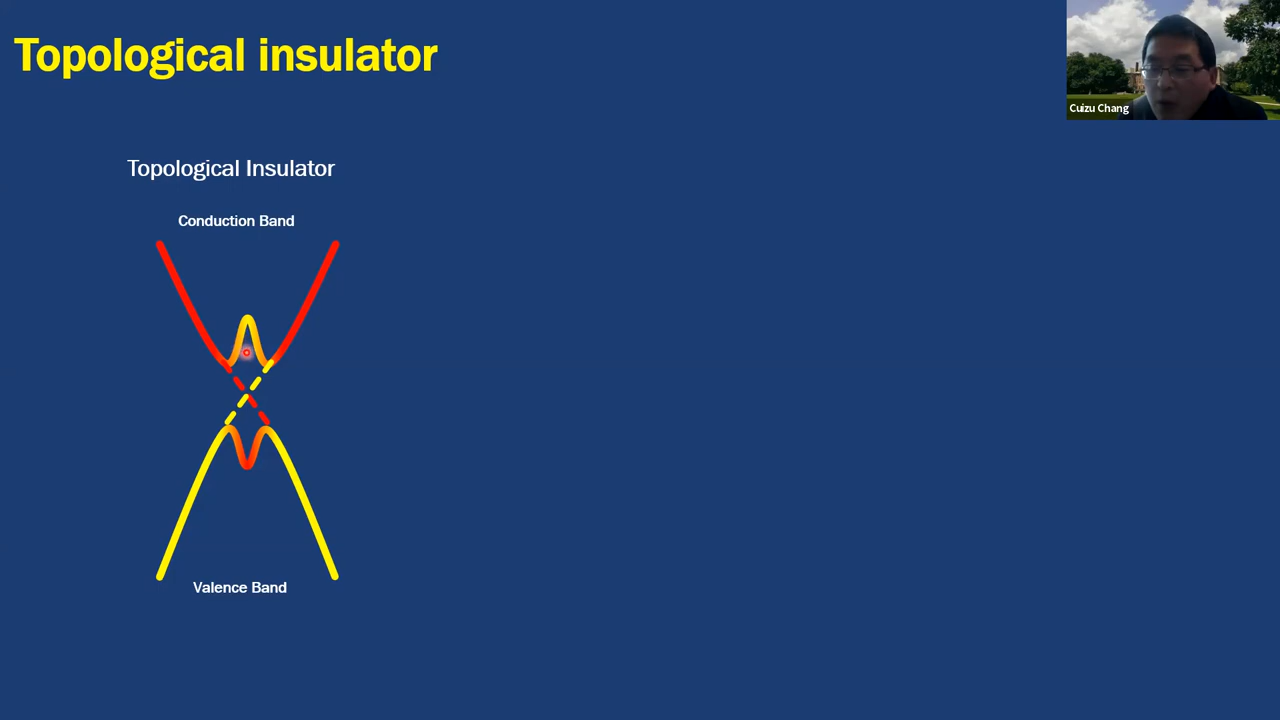 Topological insulator
Cuizu Chang
Topological Insulator
Conduction Band
Valence Band